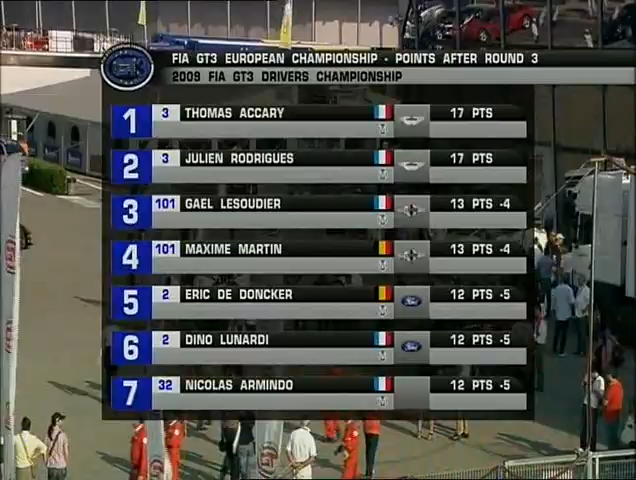 FIA GT3 EUROPEAN CHAMPIONSHIP - POINTS AFTER ROUND 3
2009 FIA GT3 DRIVERS CHAMPIONSHIP
1 3 THOMAS ACCARY 17 PTS
2 3 JULIEN RODRIGUES 17 PTS
3 101 GAEL LESOUDIER 13 PTS -4
4 101 MAXIME MARTIN 13 PTS -4
5 2 ERIC DE DONCKER 12 PTS -5
6 2 DINO LUNARDI 12 PTS -5
7 32 NICOLAS ARMINDO 12 PTS -5